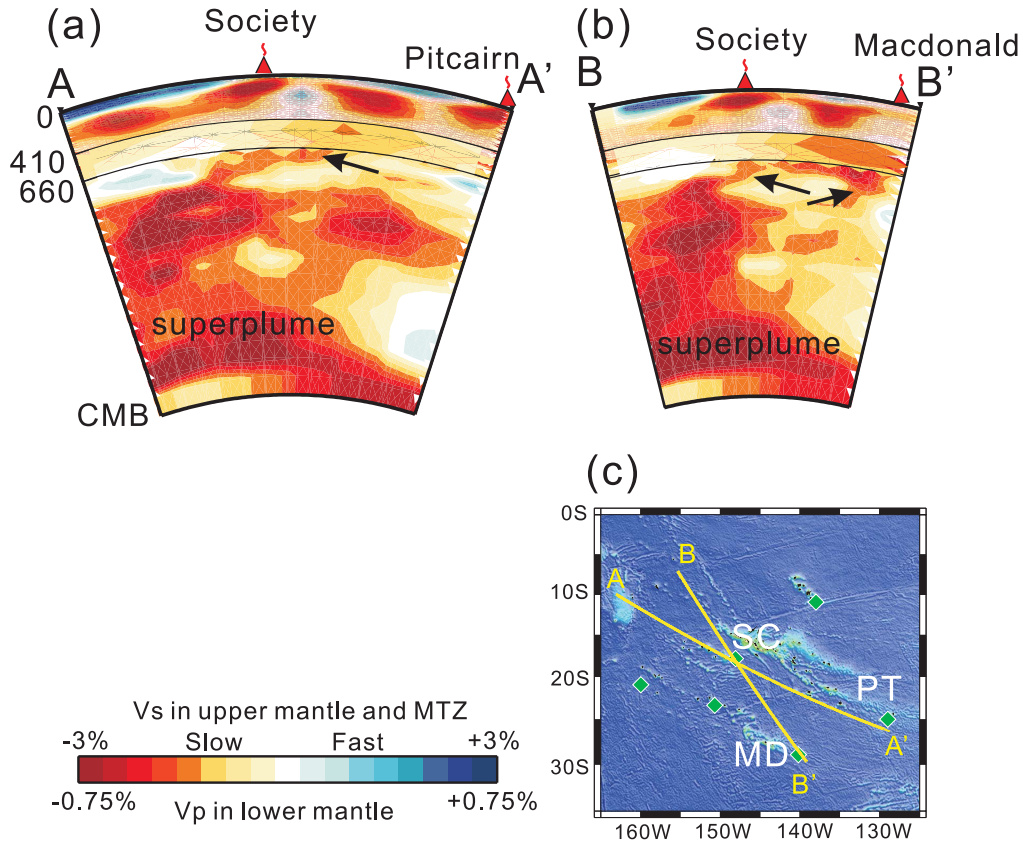 (a)
Society
Pitcairn
A
A’
0
410
660
superplume
CMB
(b)
Society
Macdonald
B
B’
superplume
(c)
0S
10S
20S
30S
A
B
SC
PT
MD
A’
B’
160W 150W 140W 130W
Vs in upper mantle and MTZ
-3% Slow Fast +3%
-0.75% +0.75%
Vp in lower mantle